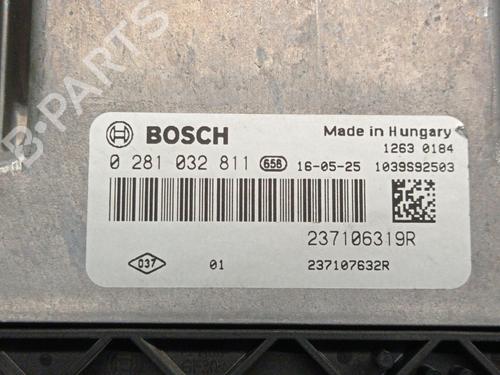 B-PARTS
BOSCH
Made in Hungary
1263 0184
0 281 032 811 656 16-05-25 1039S92503
237106319R
037 01 237107632R